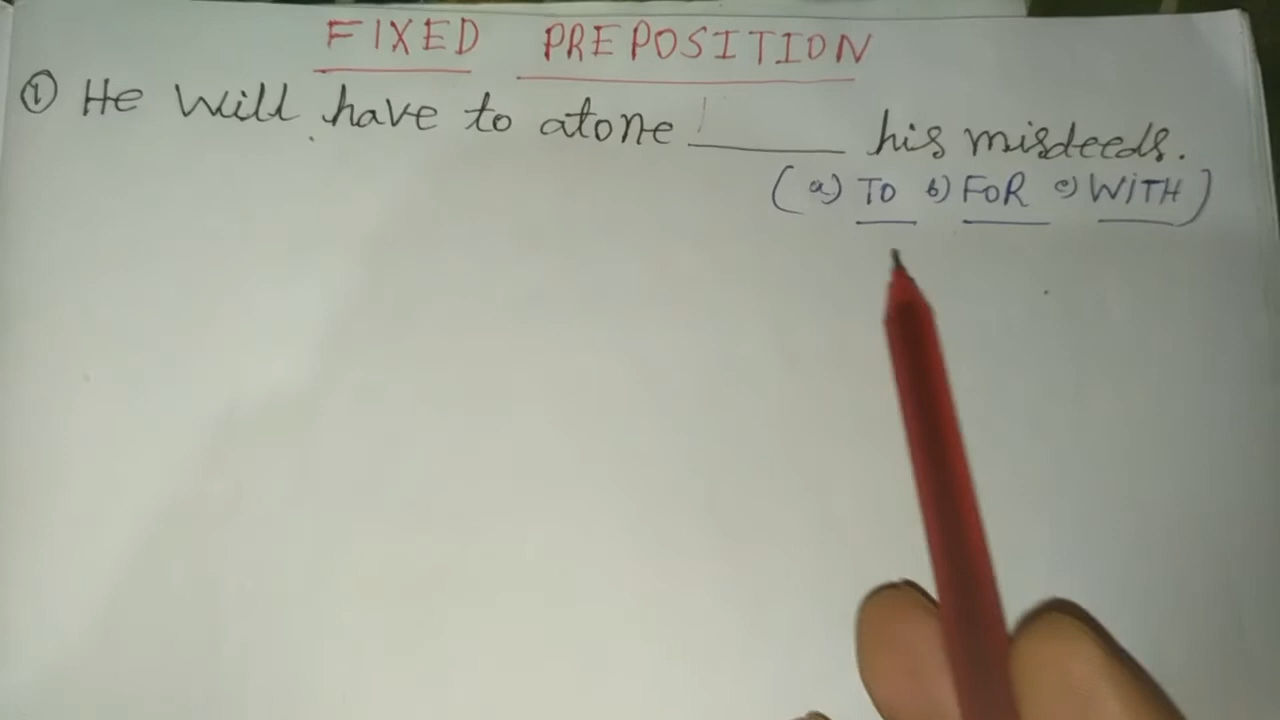 FIXED PREPOSITION
① He will have to atone ______ his misdeeds.
(a) TO b) FOR c) WITH)